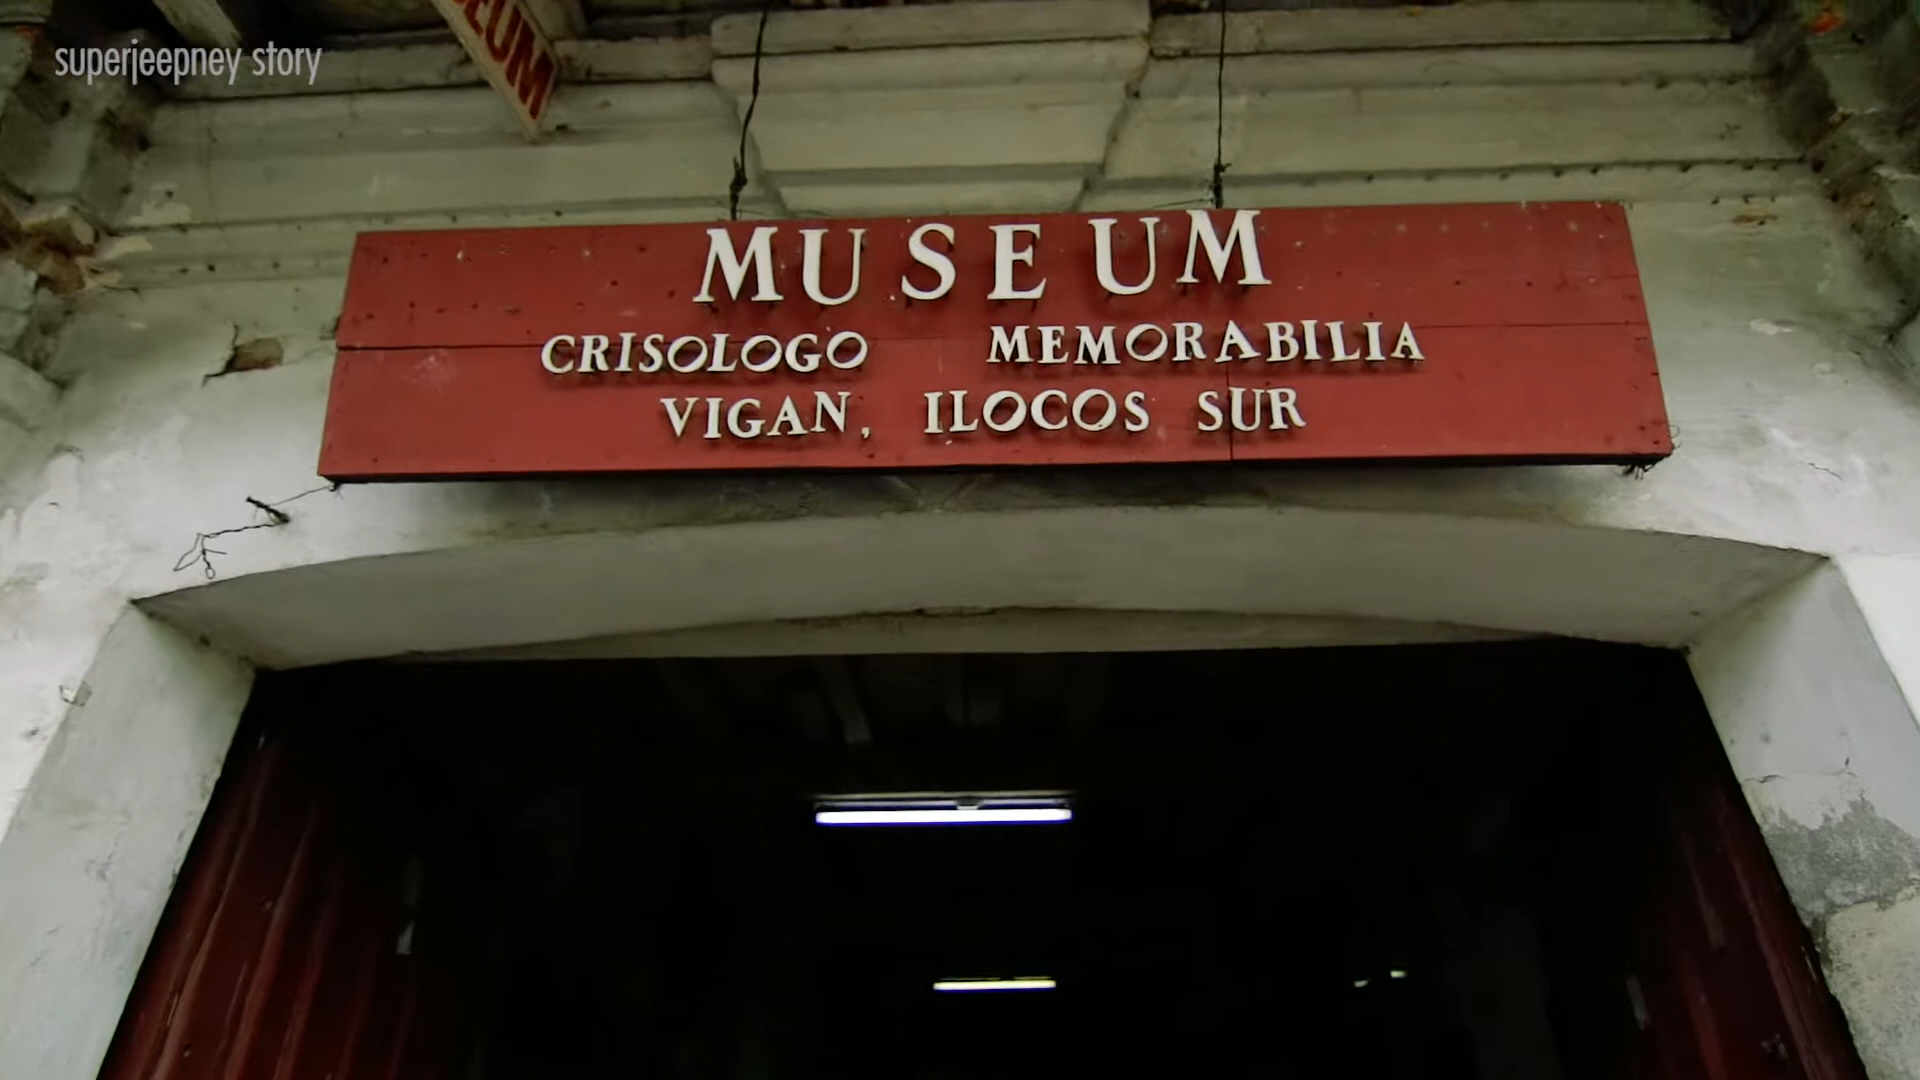 superjeepney story
MUSEUM
CRISOLOGO MEMORABILIA
VIGAN, ILOCOS SUR